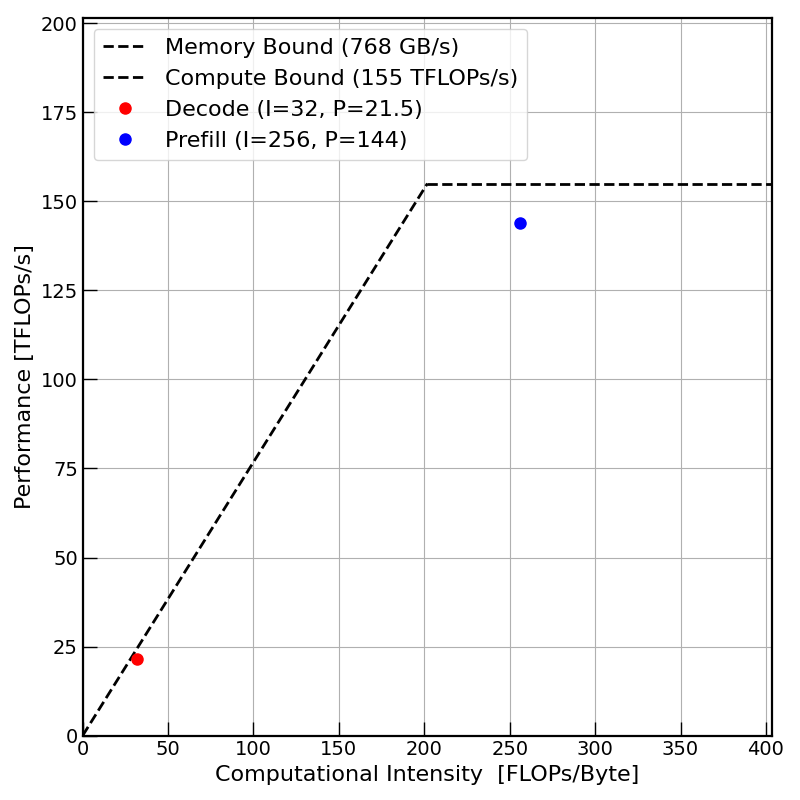 200
175
150
125
100
75
50
25
0
Performance [TFLOPs/s]
Memory Bound (768 GB/s)
Compute Bound (155 TFLOPs/s)
Decode (I=32, P=21.5)
Prefill (I=256, P=144)
0 50 100 150 200 250 300 350 400
Computational Intensity  [FLOPs/Byte]